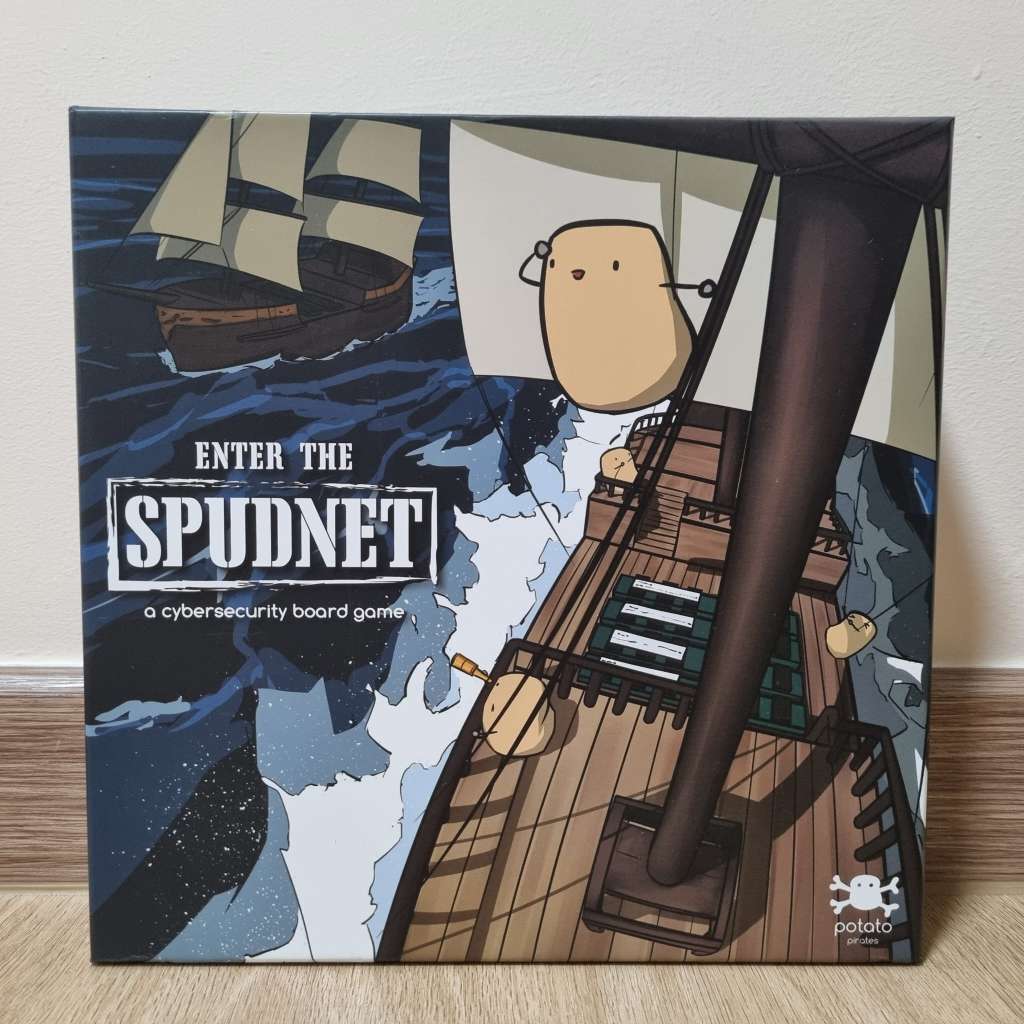 ENTER THE
SPUDNET
a cybersecurity board game
potato
pirates